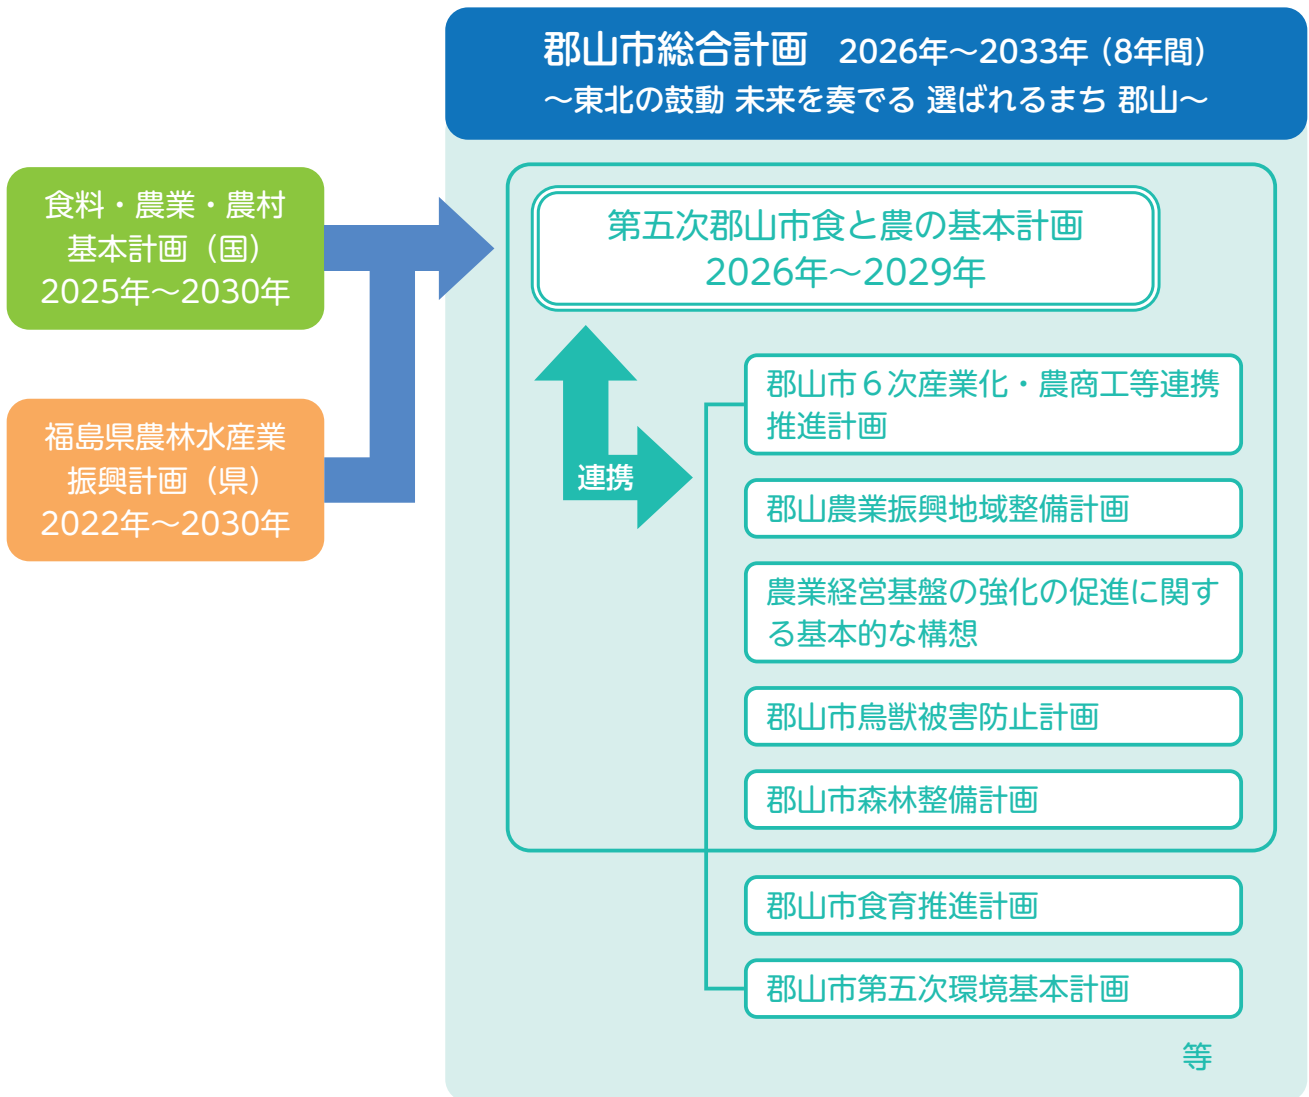 郡山市総合計画 2026年～2033年（8年間）
～東北の鼓動 未来を奏でる 選ばれるまち 郡山～
食料・農業・農村
基本計画（国）
2025年～2030年
福島県農林水産業
振興計画（県）
2022年～2030年
第五次郡山市食と農の基本計画
2026年～2029年
連携
郡山市６次産業化・農商工等連携
推進計画
郡山農業振興地域整備計画
農業経営基盤の強化の促進に関す
る基本的な構想
郡山市鳥獣被害防止計画
郡山市森林整備計画
郡山市食育推進計画
郡山市第五次環境基本計画
等